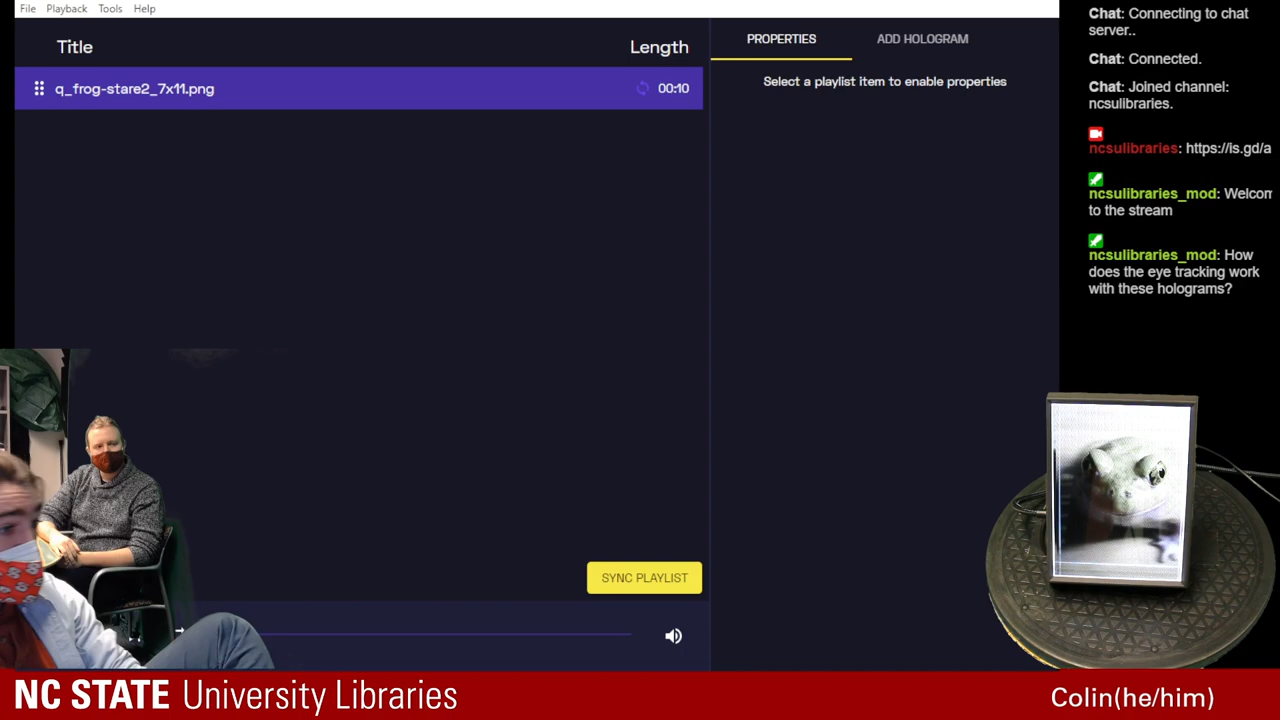 File Playback Tools Help
Title Length
q_frog-stare2_7x11.png 00:10
PROPERTIES ADD HOLOGRAM
Select a playlist item to enable properties
SYNC PLAYLIST
Chat: Connecting to chat
server..
Chat: Connected.
Chat: Joined channel:
ncsulibraries.
ncsulibraries: https://is.gd/a
ncsulibraries_mod: Welcom
to the stream
ncsulibraries_mod: How
does the eye tracking work
with these holograms?
NC STATE University Libraries
Colin(he/him)